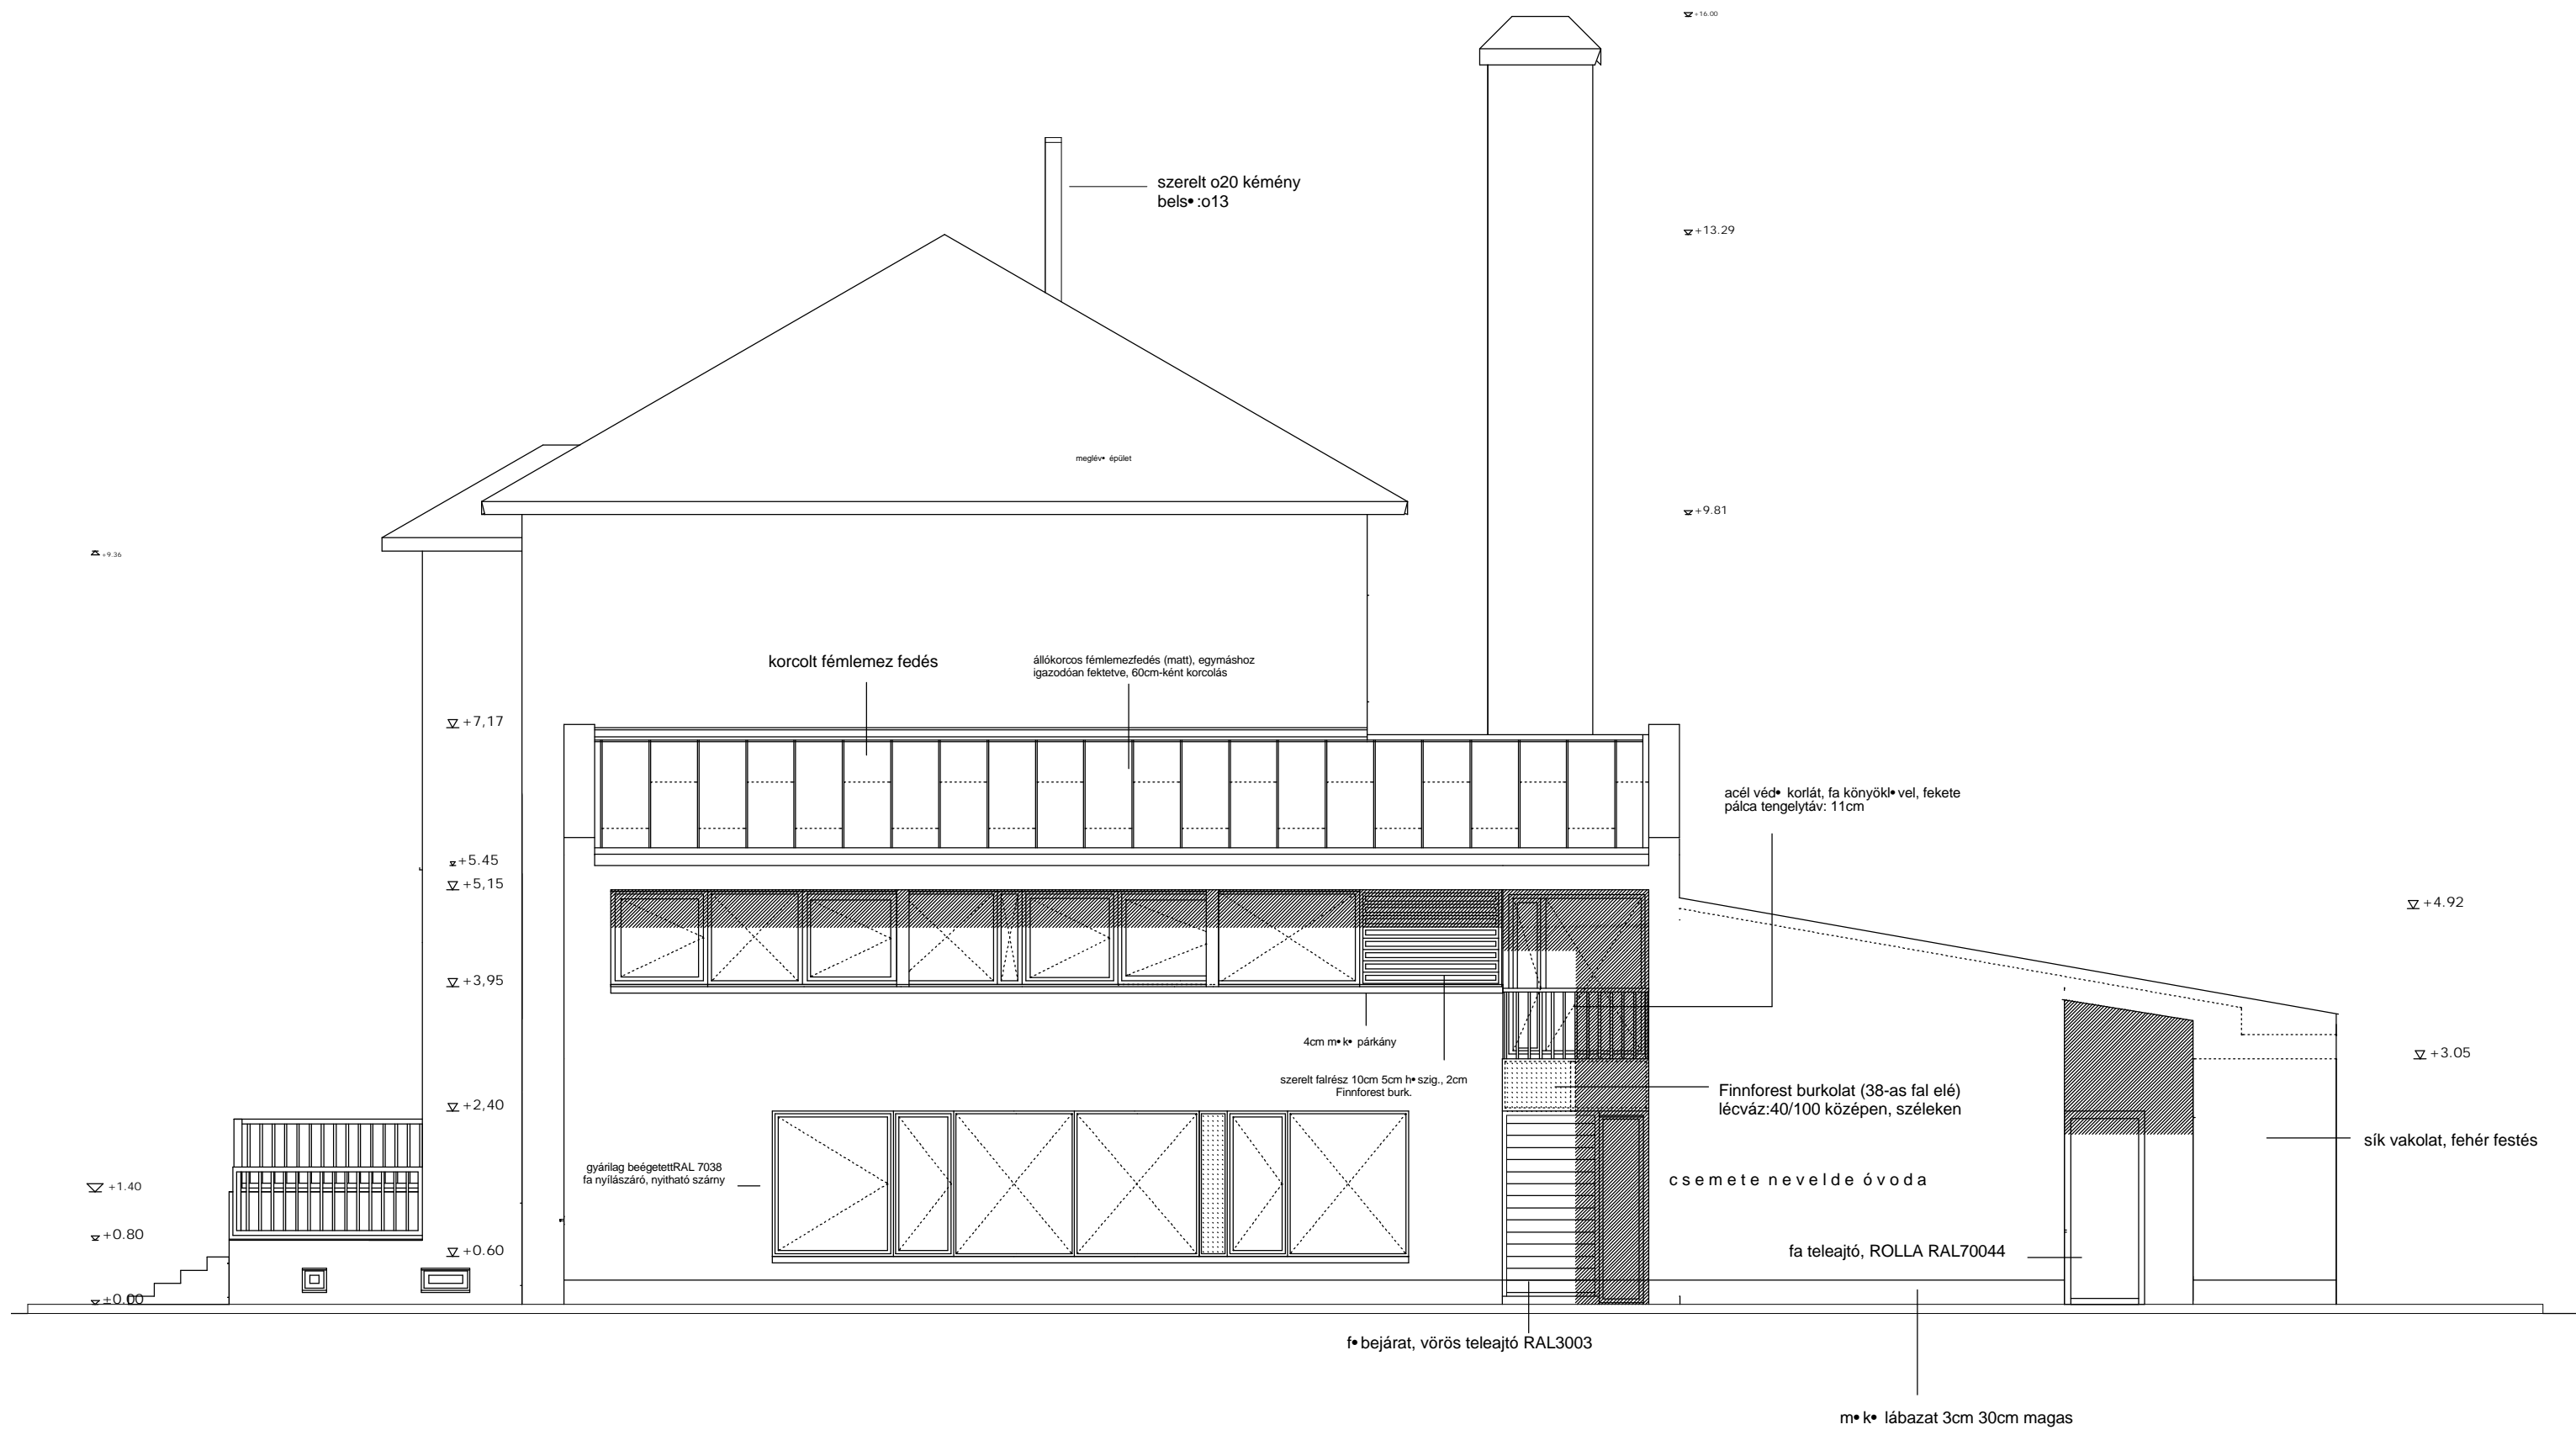 +16.00
szerelt o20 kémény
bels• :o13
+13.29
meglév• épület
+9.81
+9.36
korcolt fémlemez fedés
állókorcos fémlemezfedés (matt), egymáshoz
igazodóan fektetve, 60cm-ként korcolás
+7,17
acél véd• korlát, fa könyökl• vel, fekete
pálca tengelytáv: 11cm
+5.45
+5,15
+4.92
+3,95
4cm m• k• párkány
+3.05
szerelt falrész 10cm 5cm h• szig., 2cm
Finnforest burk.
Finnforest burkolat (38-as fal elé)
lécváz:40/100 középen, széleken
+2,40
sík vakolat, fehér festés
gyárilag beégetettRAL 7038
fa nyílászáró, nyitható szárny
csemete nevelde óvoda
+1.40
+0.80
+0.60
fa teleajtó, ROLLA RAL70044
±0.00
f• bejárat, vörös teleajtó RAL3003
m• k• lábazat 3cm 30cm magas